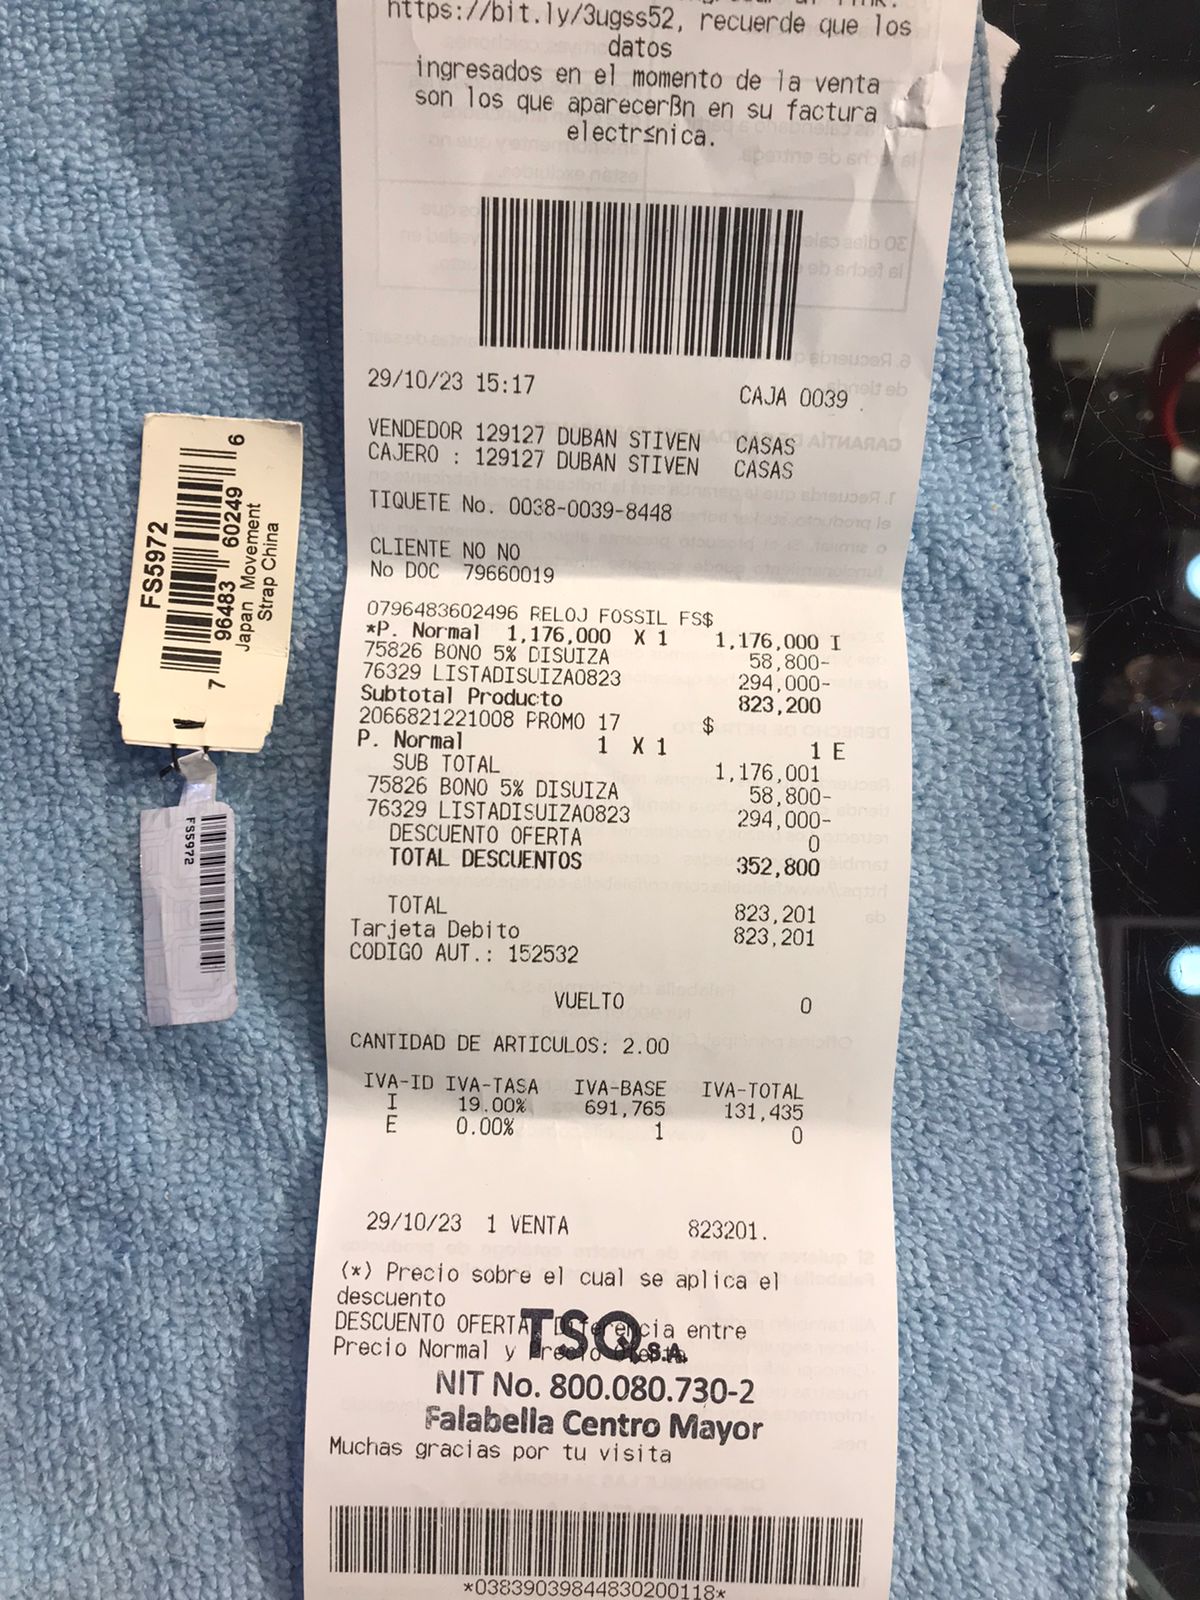 https://bit.ly/3ugss52, recuerde que los
datos
ingresados en el momento de la venta
son los que aparecerßn en su factura
electr≤nica.
29/10/23 15:17 CAJA 0039
VENDEDOR 129127 DUBAN STIVEN CASAS
CAJERO : 129127 DUBAN STIVEN CASAS
TIQUETE No. 0038-0039-8448
CLIENTE NO NO
No DOC 79660019
0796483602496 RELOJ FOSSIL FS$
*P. Normal 1,176,000 X 1 1,176,000 I
75826 BONO 5% DISUIZA 58,800-
76329 LISTADISUIZA0823 294,000-
Subtotal Producto 823,200
2066821221008 PROMO 17 $
P. Normal 1 X 1 1 E
SUB TOTAL 1,176,001
75826 BONO 5% DISUIZA 58,800-
76329 LISTADISUIZA0823 294,000-
DESCUENTO OFERTA 0
TOTAL DESCUENTOS 352,800
TOTAL 823,201
Tarjeta Debito 823,201
CODIGO AUT.: 152532
VUELTO 0
CANTIDAD DE ARTICULOS: 2.00
IVA-ID IVA-TASA IVA-BASE IVA-TOTAL
I 19.00% 691,765 131,435
E 0.00% 1 0
29/10/23 1 VENTA 823201.
(*) Precio sobre el cual se aplica el
descuento
DESCUENTO OFERTA: Diferencia entre
Precio Normal y Precio Oferta
TSQ S.A.
NIT No. 800.080.730-2
Falabella Centro Mayor
Muchas gracias por tu visita
*03839039844830200118*
FS5972
7 96483 60249 6
Japan Movement
Strap China
FS5972